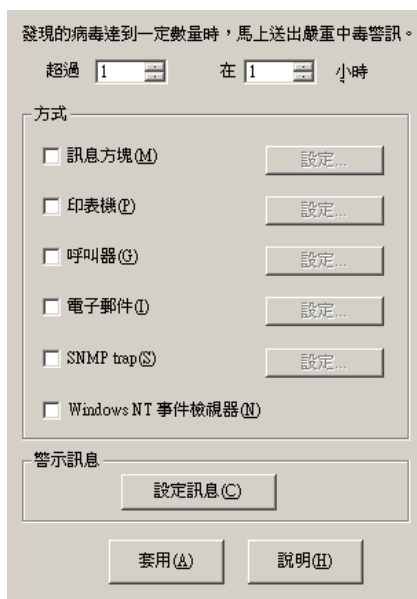 發現的病毒達到一定數量時，馬上送出嚴重中毒警訊。
超過 1 在 1 小時
方式
訊息方塊(M) 設定...
印表機(P) 設定...
呼叫器(G) 設定...
電子郵件(I) 設定...
SNMP trap(S) 設定...
Windows NT 事件檢視器(N)
警示訊息
設定訊息(C)
套用(A) 說明(H)